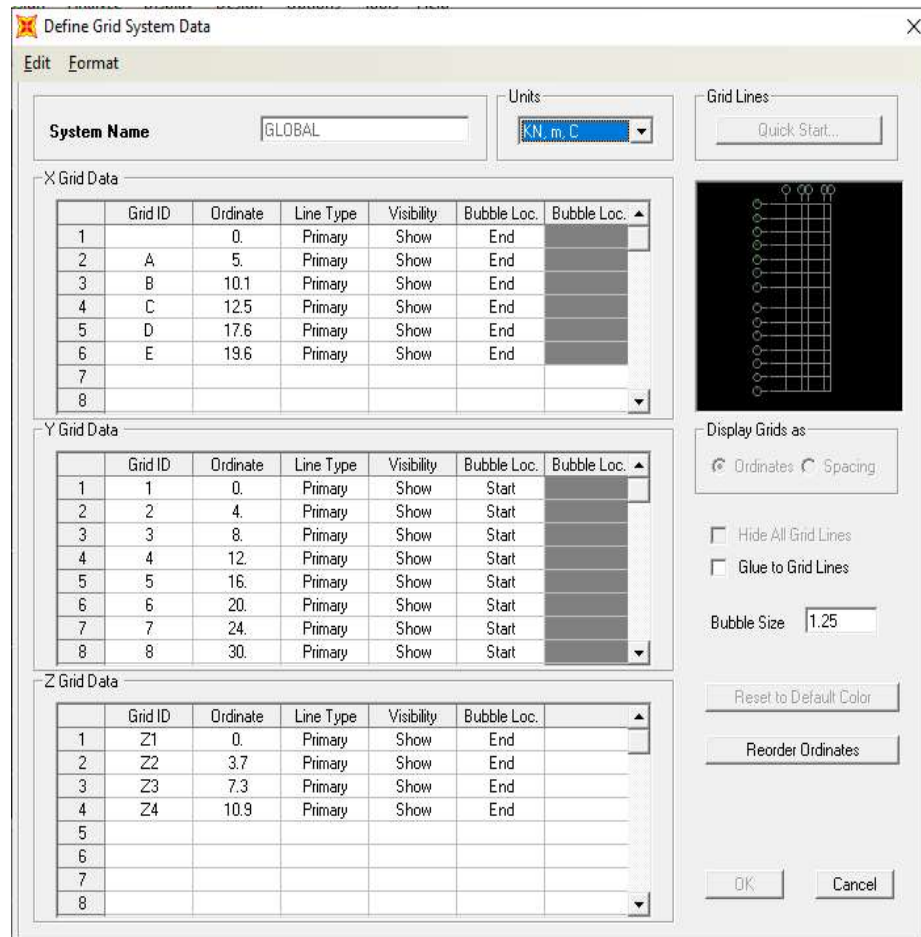 Define Grid System Data
Edit Format
System Name GLOBAL
Units
KN, m, C
Grid Lines
Quick Start...
X Grid Data
Grid ID Ordinate Line Type Visibility Bubble Loc. Bubble Loc.
1 0. Primary Show End
2 A 5. Primary Show End
3 B 10.1 Primary Show End
4 C 12.5 Primary Show End
5 D 17.6 Primary Show End
6 E 19.6 Primary Show End
7
8
Y Grid Data
Grid ID Ordinate Line Type Visibility Bubble Loc. Bubble Loc.
1 1 0. Primary Show Start
2 2 4. Primary Show Start
3 3 8. Primary Show Start
4 4 12. Primary Show Start
5 5 16. Primary Show Start
6 6 20. Primary Show Start
7 7 24. Primary Show Start
8 8 30. Primary Show Start
Display Grids as
Ordinates Spacing
Hide All Grid Lines
Glue to Grid Lines
Bubble Size 1.25
Z Grid Data
Grid ID Ordinate Line Type Visibility Bubble Loc.
1 Z1 0. Primary Show End
2 Z2 3.7 Primary Show End
3 Z3 7.3 Primary Show End
4 Z4 10.9 Primary Show End
5
6
7
8
Reset to Default Color
Reorder Ordinates
OK Cancel